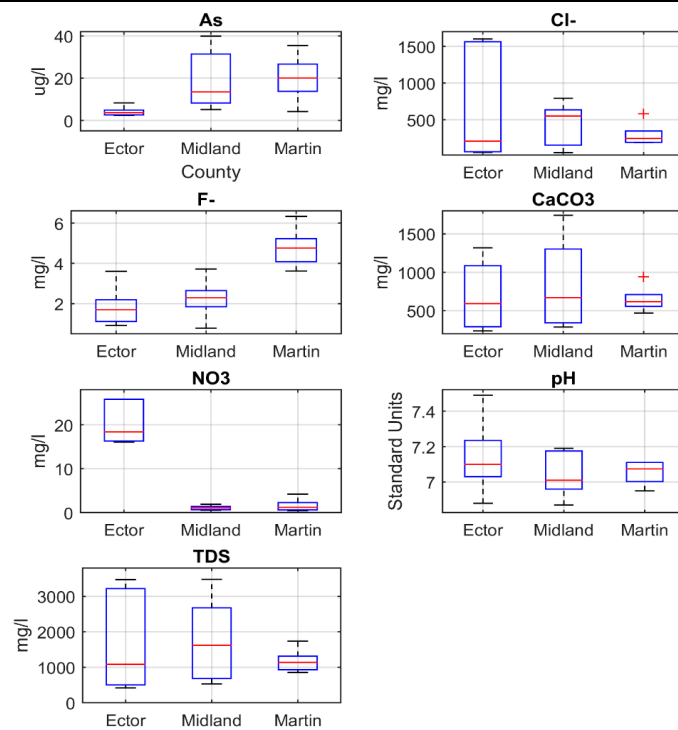 As
40
20
0
ug/l
Ector Midland Martin
County
Cl-
1500
1000
500
mg/l
Ector Midland Martin
F-
6
4
2
mg/l
Ector Midland Martin
CaCO3
1500
1000
500
mg/l
Ector Midland Martin
NO3
20
10
0
mg/l
Ector Midland Martin
pH
7.4
7.2
7
Standard Units
Ector Midland Martin
TDS
3000
2000
1000
0
mg/l
Ector Midland Martin